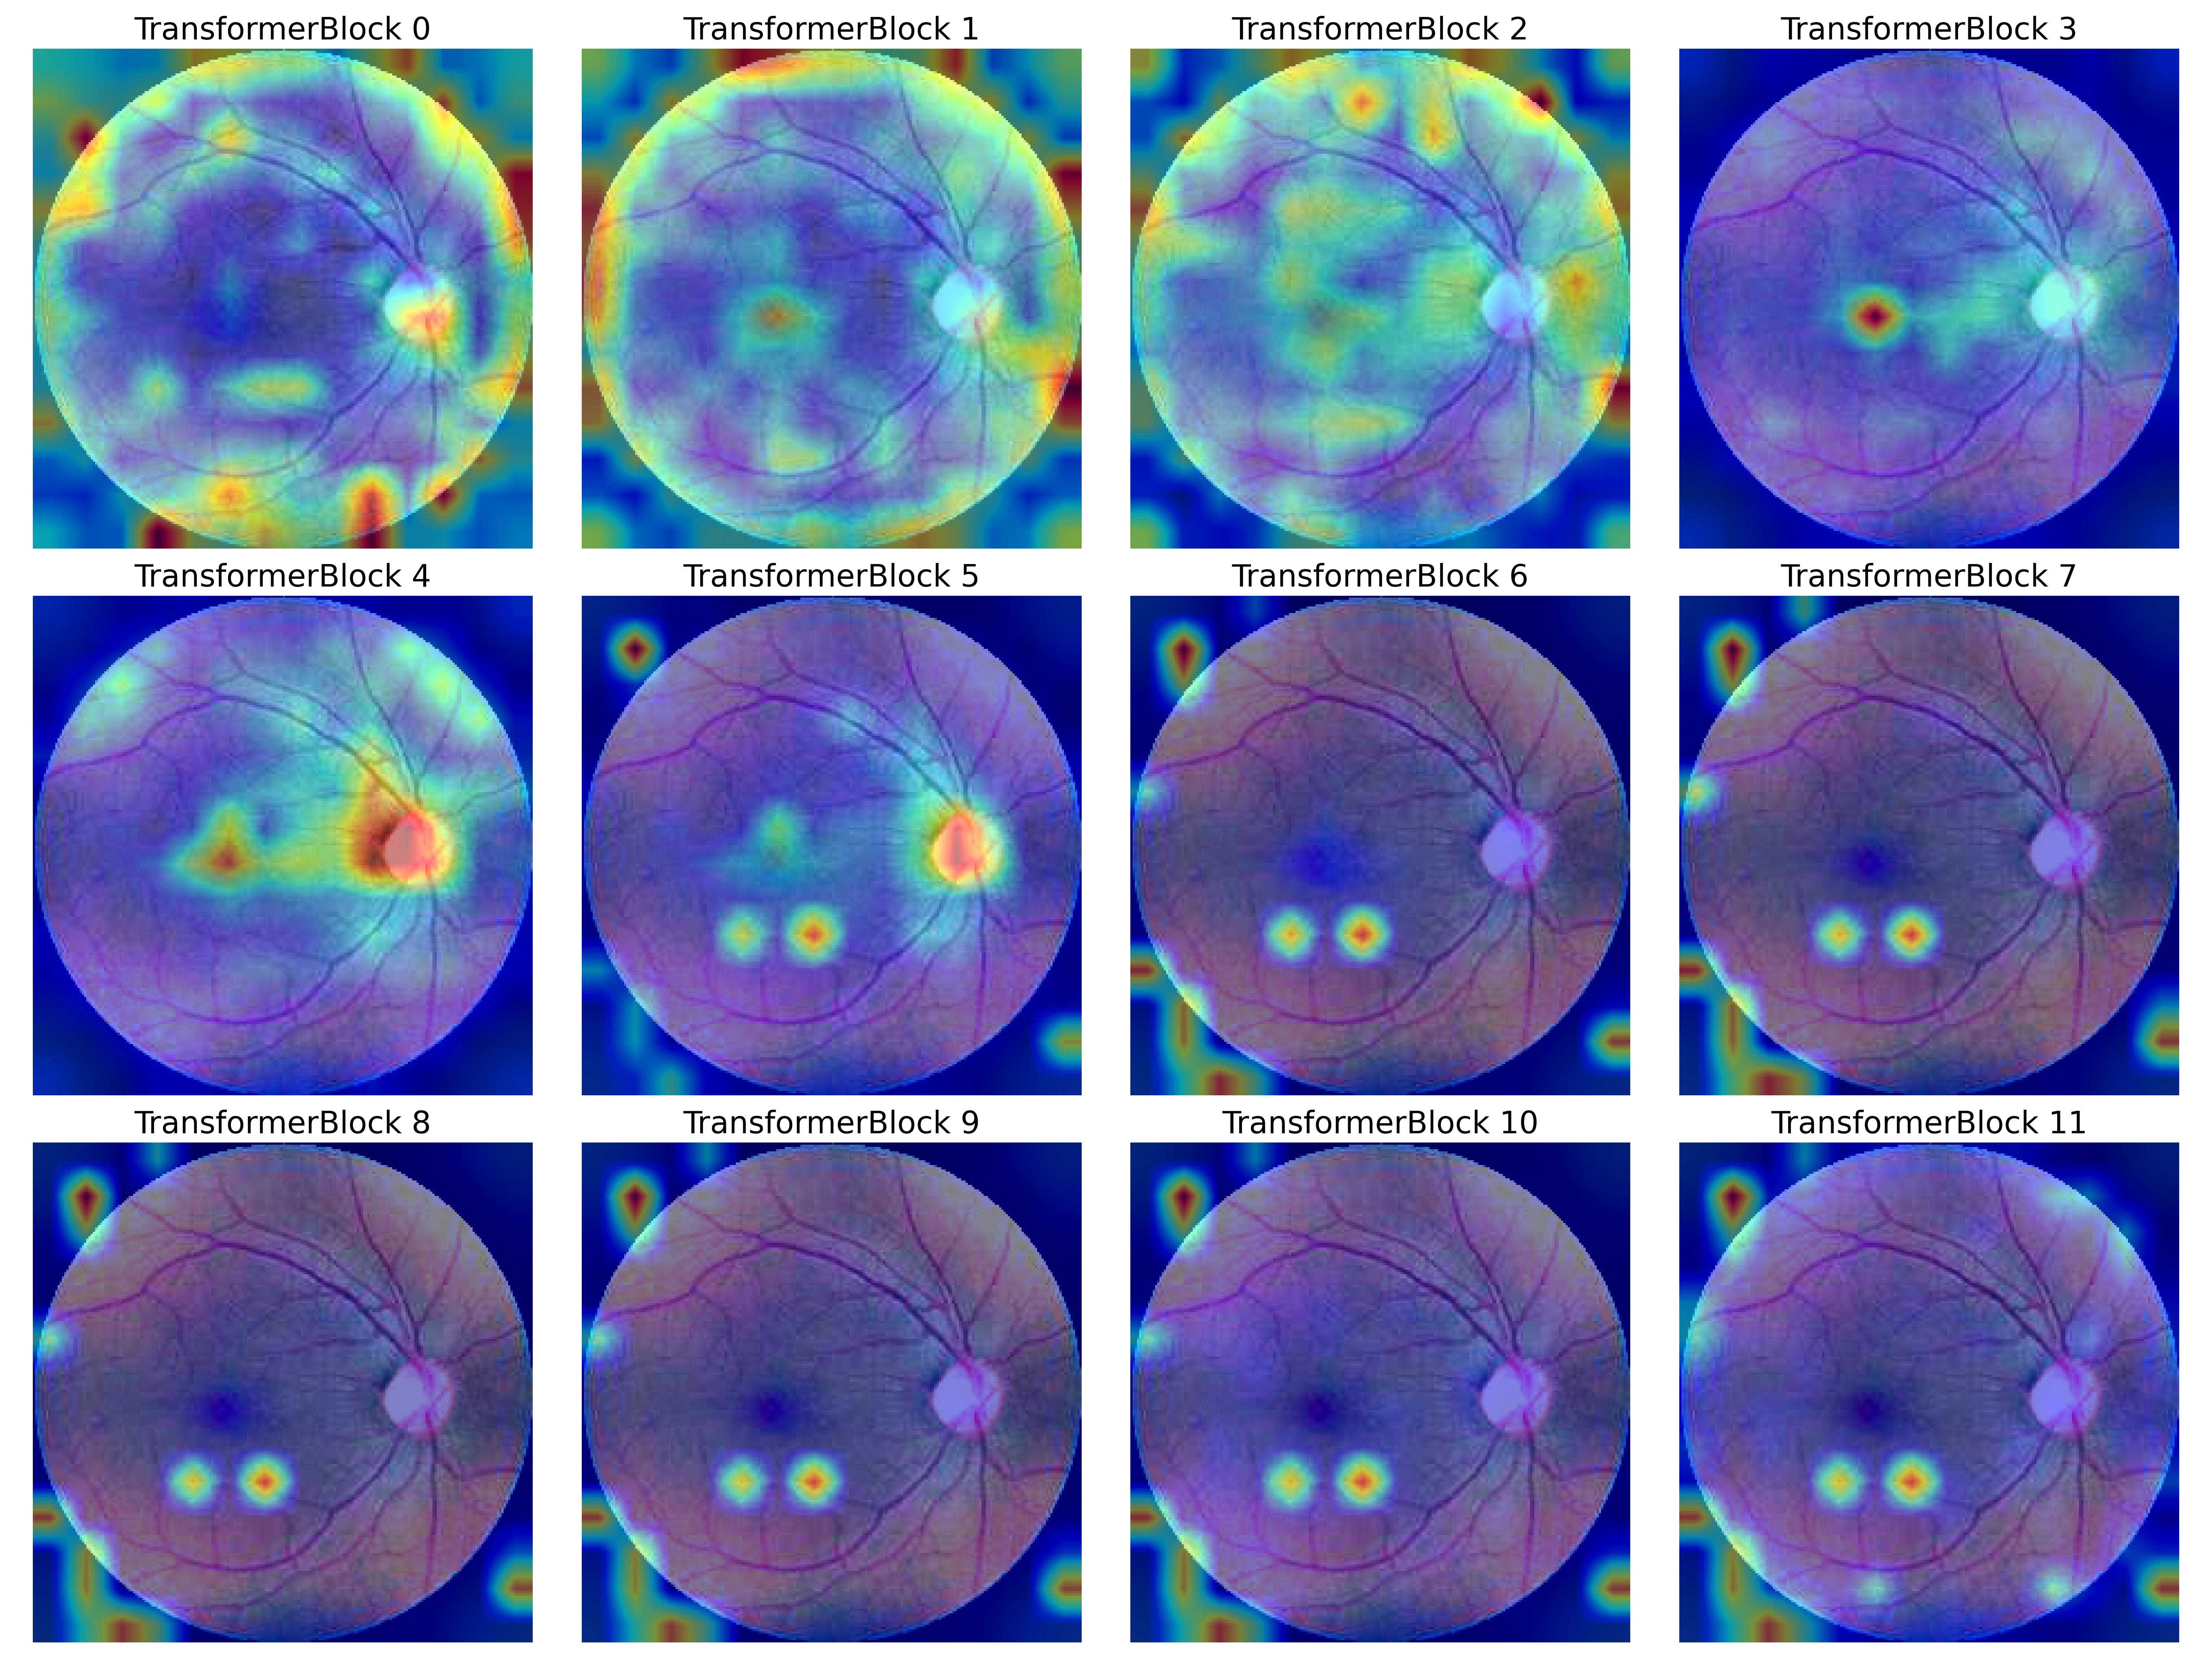 TransformerBlock 0
TransformerBlock 1
TransformerBlock 2
TransformerBlock 3
TransformerBlock 4
TransformerBlock 5
TransformerBlock 6
TransformerBlock 7
TransformerBlock 8
TransformerBlock 9
TransformerBlock 10
TransformerBlock 11